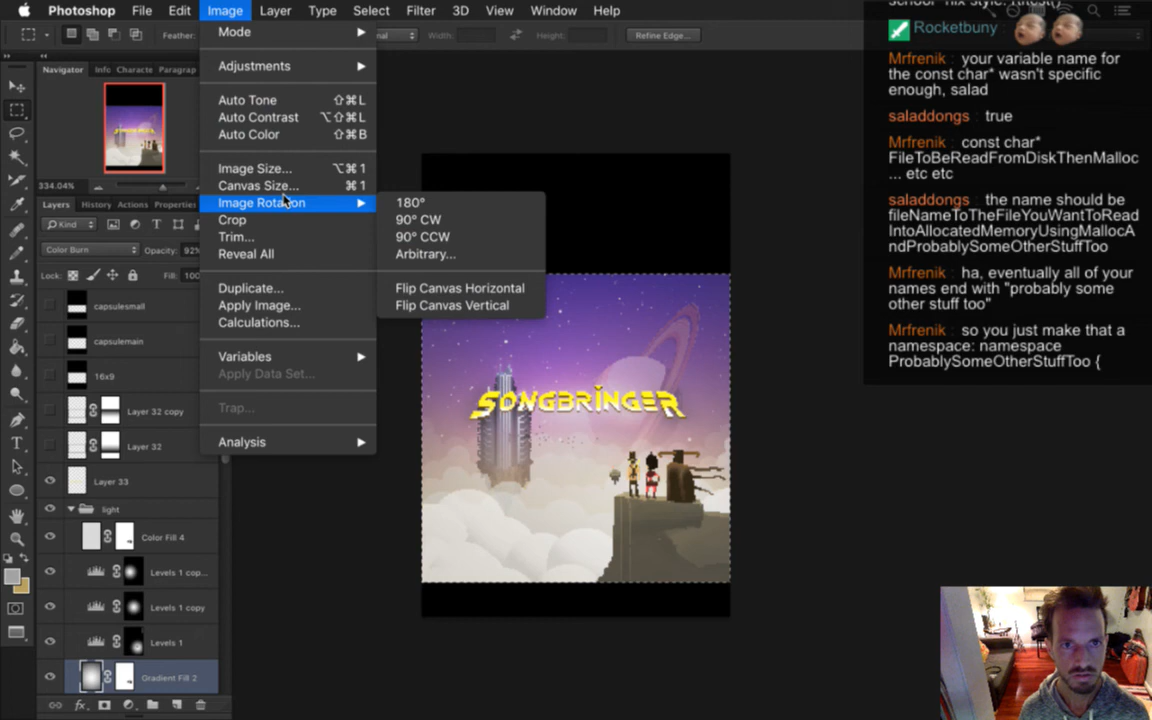 Photoshop File Edit Image Layer Type Select Filter 3D View Window Help
Feather:
Width:
Height:
Refine Edge...
Navigator Info Characte Paragrap
334.04%
Layers History Actions Properties
Kind
Color Burn Opacity: 92%
Lock: Fill: 100
capsulesmall
capsulemain
16x9
Layer 32 copy
Layer 32
Layer 33
light
Color Fill 4
Levels 1 cop...
Levels 1 copy
Levels 1
Gradient Fill 2
fx
Mode
Adjustments
Auto Tone ⇧⌘L
Auto Contrast ⌥⇧⌘L
Auto Color ⇧⌘B
Image Size... ⌥⌘1
Canvas Size... ⌘1
Image Rotation
Crop
Trim...
Reveal All
Duplicate...
Apply Image...
Calculations...
Variables
Apply Data Set...
Trap...
Analysis
180°
90° CW
90° CCW
Arbitrary...
Flip Canvas Horizontal
Flip Canvas Vertical
SONGBRINGER
Rocketbuny :
Mrfrenik : your variable name for
the const char* wasn't specific
enough, salad
saladdongs : true
Mrfrenik : const char*
FileToBeReadFromDiskThenMalloc
... etc etc
saladdongs : the name should be
fileNameToTheFileYouWantToRead
IntoAllocatedMemoryUsingMallocA
ndProbablySomeOtherStuffToo
Mrfrenik : ha, eventually all of your
names end with "probably some
other stuff too"
Mrfrenik : so you just make that a
namespace: namespace
ProbablySomeOtherStuffToo {